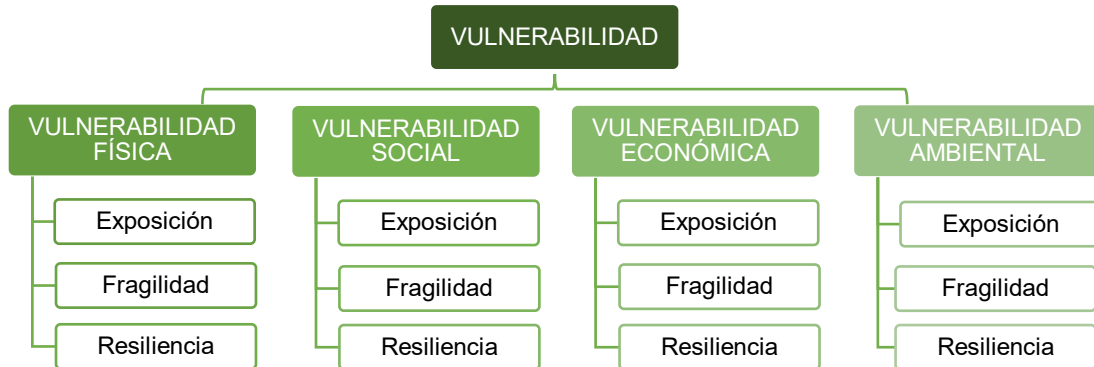 VULNERABILIDAD
VULNERABILIDAD
FÍSICA
Exposición
Fragilidad
Resiliencia
VULNERABILIDAD
SOCIAL
Exposición
Fragilidad
Resiliencia
VULNERABILIDAD
ECONÓMICA
Exposición
Fragilidad
Resiliencia
VULNERABILIDAD
AMBIENTAL
Exposición
Fragilidad
Resiliencia